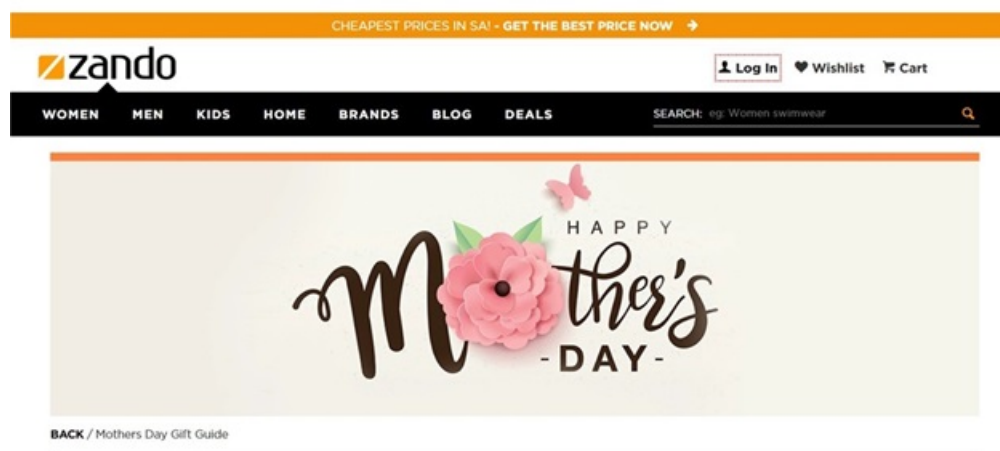 CHEAPEST PRICES IN SA! - GET THE BEST PRICE NOW
zando
Log In Wishlist Cart
WOMEN MEN KIDS HOME BRANDS BLOG DEALS SEARCH: eg: Women swimwear
HAPPY
Mother's
-DAY-
BACK / Mothers Day Gift Guide